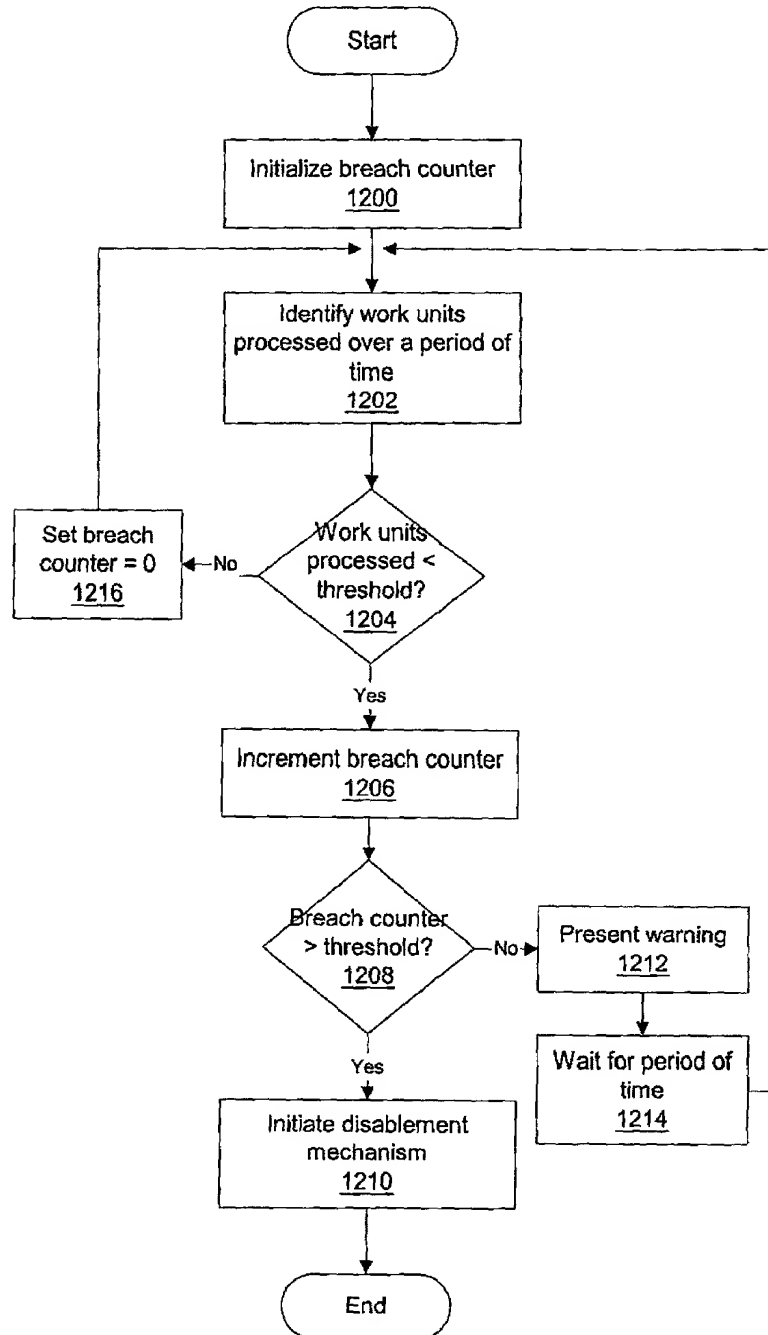 Start
Initialize breach counter
1200
Identify work units
processed over a period of
time
1202
Work units
processed <
threshold?
1204
No
Set breach
counter = 0
1216
Yes
Increment breach counter
1206
Breach counter
> threshold?
1208
No
Present warning
1212
Wait for period of
time
1214
Yes
Initiate disablement
mechanism
1210
End